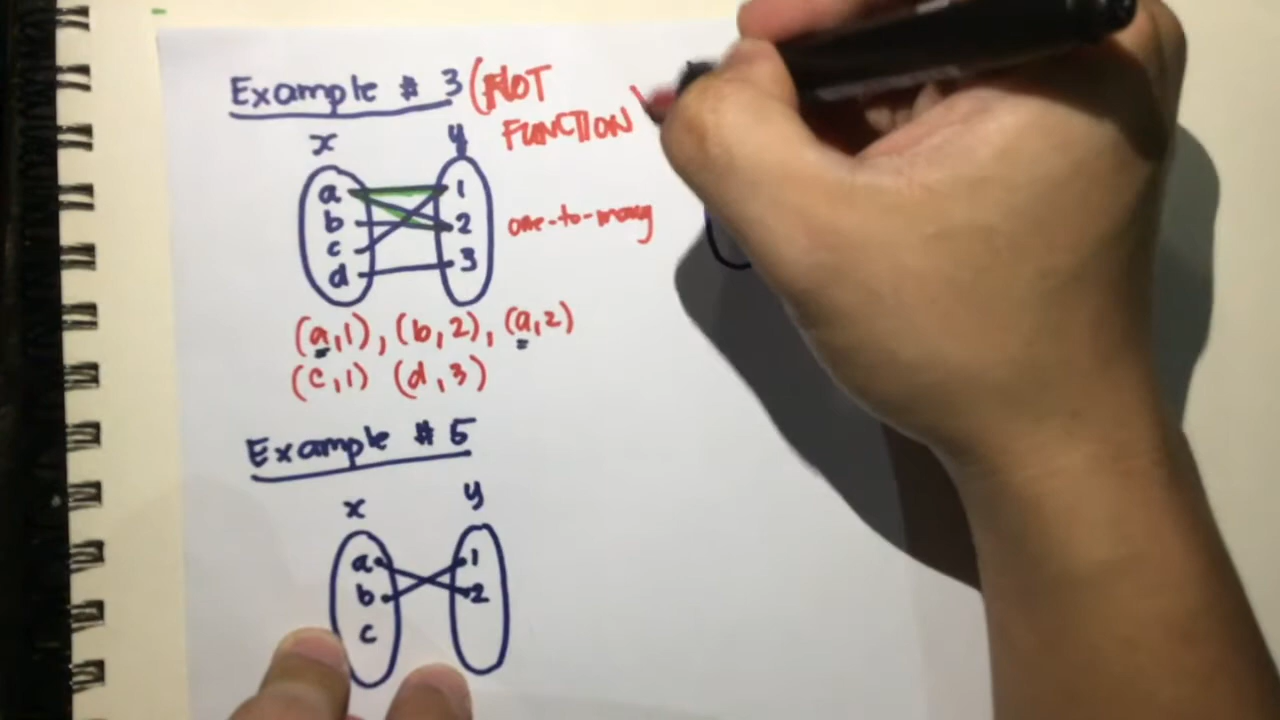 Example # 3 (NOT
FUNCTION)
x y
a 1
b 2
c
d 3
one-to-many
(a,1), (b,2), (a,2)
(c,1) (d,3)
Example # 5
x y
a 1
b 2
c